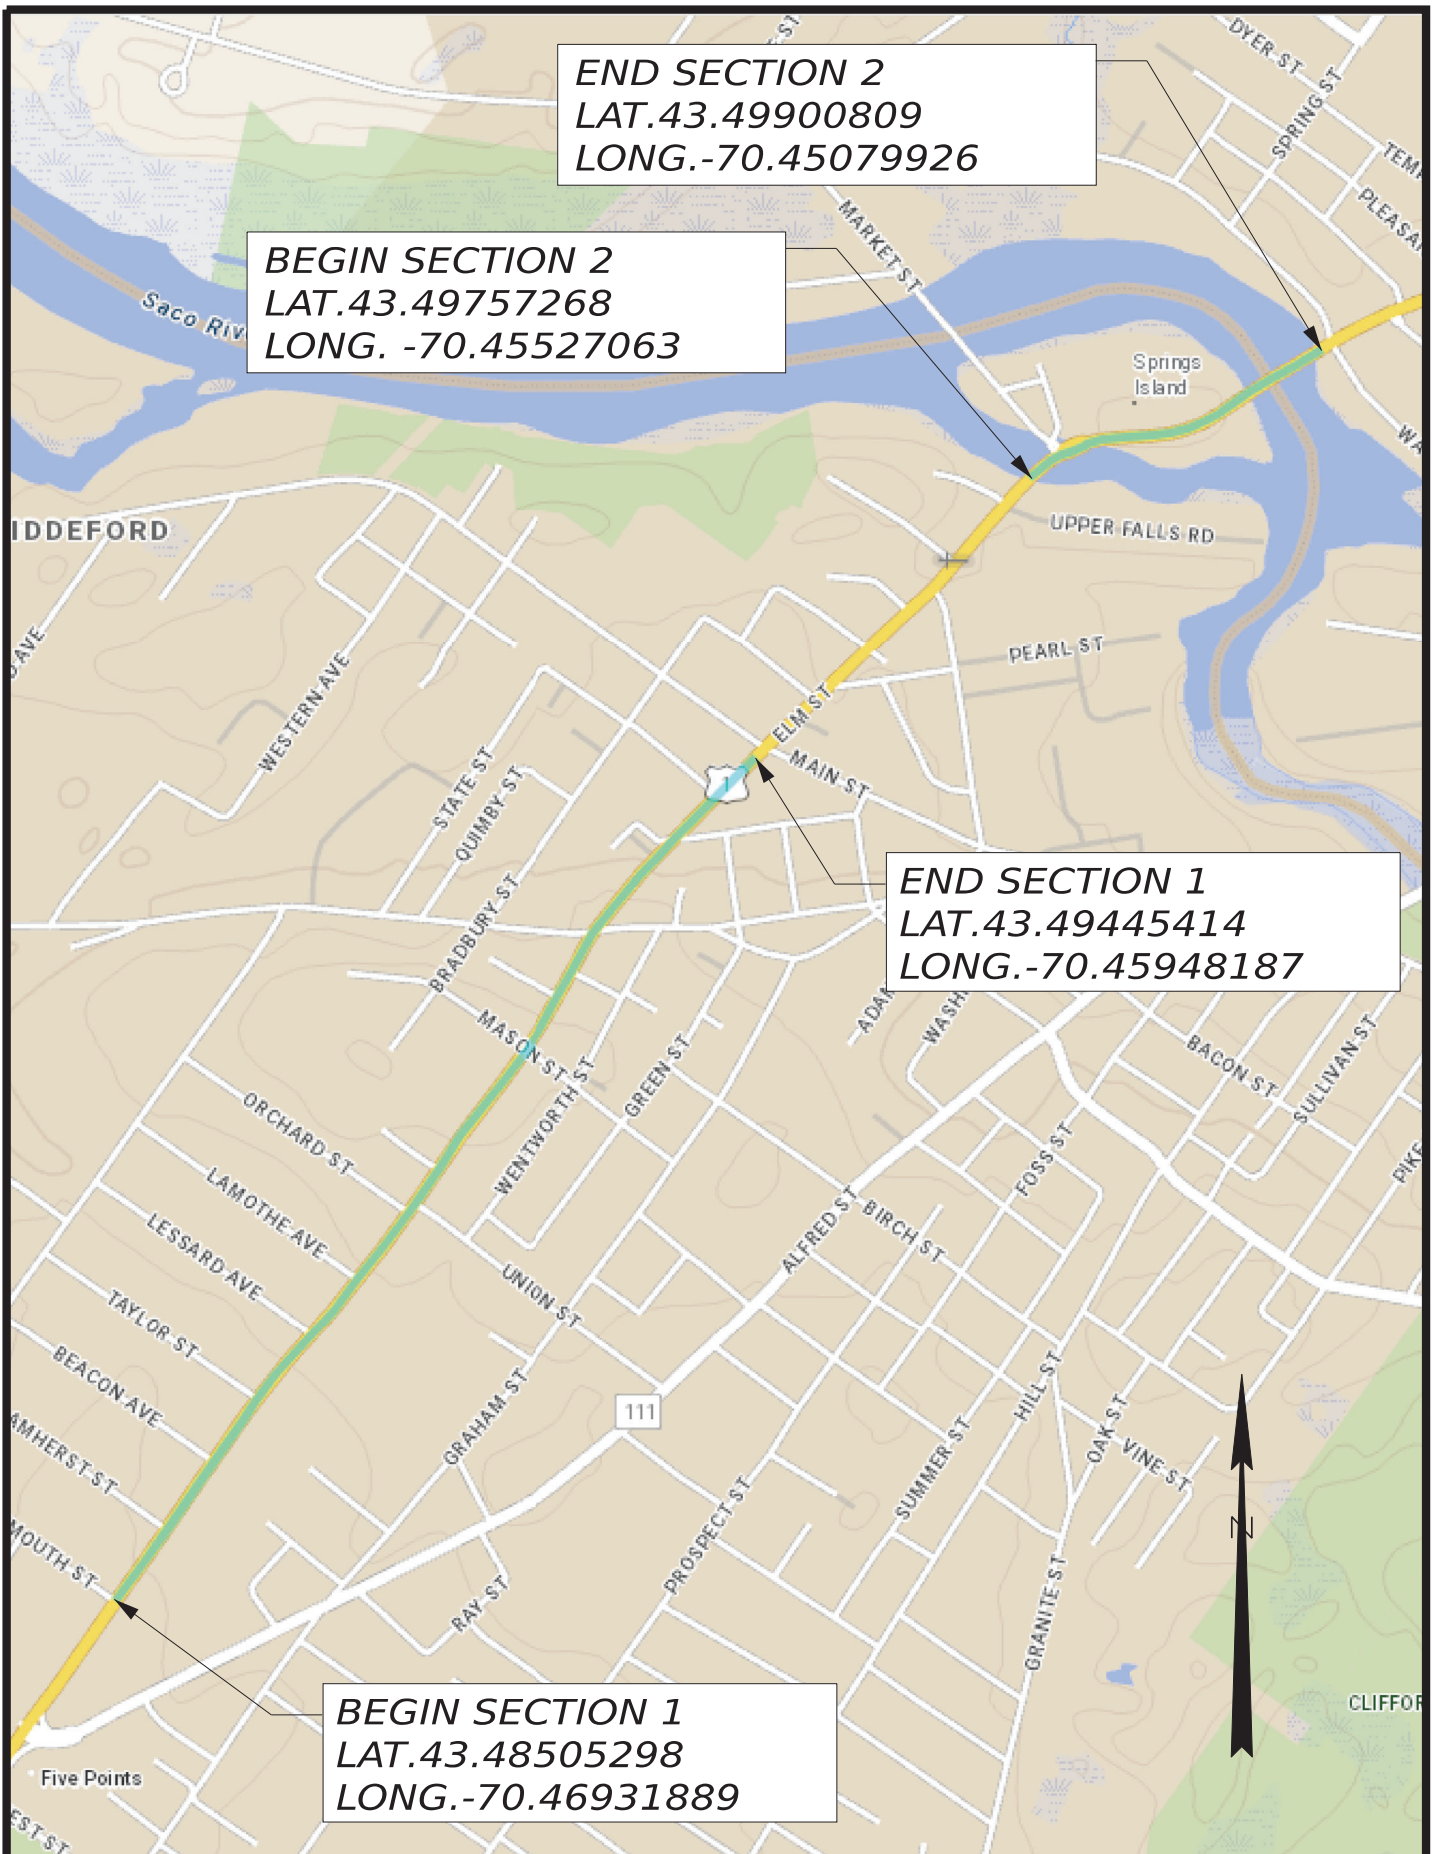 DYER ST
SPRING ST
END SECTION 2
LAT.43.49900809
LONG.-70.45079926
MARKET ST
BEGIN SECTION 2
LAT.43.49757268
LONG. -70.45527063
Saco
Springs
Island
IDDEFORD
UPPER FALLS RD
AVE
WESTERN AVE
PEARL ST
ELM ST
MAIN ST
1
STATE ST
QUIMBY ST
BRADBURY ST
END SECTION 1
LAT.43.49445414
LONG.-70.45948187
MASON ST
WENTWORTH ST
GREEN ST
BACON ST
SULLIVAN ST
PIKE
ORCHARD ST
LAMOTHE AVE
LESSARD AVE
TAYLOR ST
BEACON AVE
AMHERST ST
MOUTH ST
UNION ST
ALFRED ST
BIRCH ST
FOSS ST
GRAHAM ST
111
HILL ST
OAK ST
VINE ST
SUMMER ST
PROSPECT ST
GRANITE ST
RAY ST
N
CLIFFOR
BEGIN SECTION 1
LAT.43.48505298
LONG.-70.46931889
Five Points
EST ST